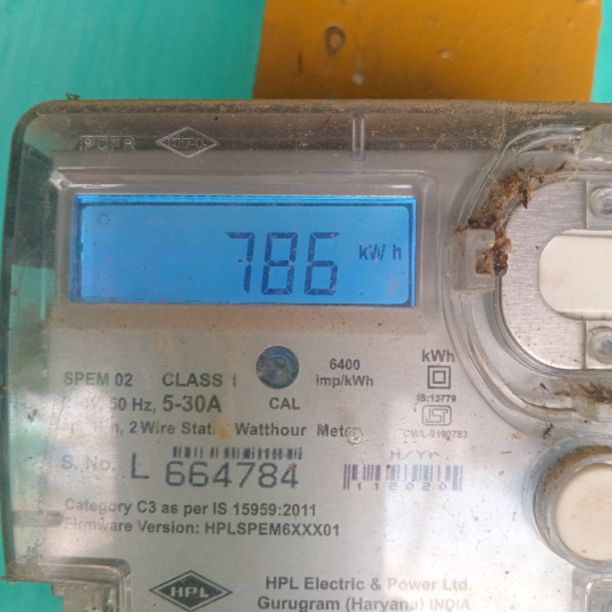 HPL
786 kWh
SPEM 02 CLASS 1
6400
imp/kWh
kWh
50 Hz, 5-30A
CAL
IS:13779
2 Wire Static Watthour Meter
M/Yr
S. No. L 664784
112020
Category C3 as per IS 15959:2011
Firmware Version: HPLSPEM6XXX01
HPL
HPL Electric & Power Ltd.
Gurugram (Haryana) INDIA